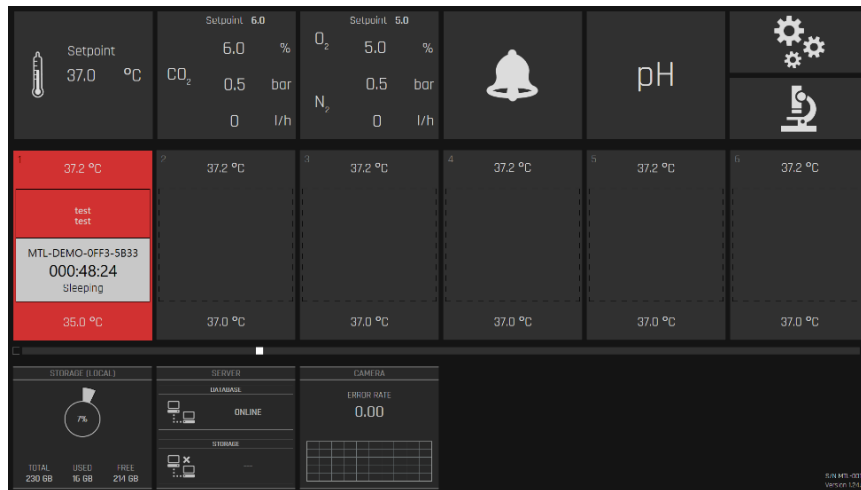 Setpoint
37.0 °C
Setpoint 6.0
6.0 %
CO2
0.5 bar
0 l/h
Setpoint 5.0
O2 5.0 %
0.5 bar
N2
0 l/h
pH
1 37.2 °C
test
test
MTL-DEMO-0FF3-5B33
000:48:24
Sleeping
35.0 °C
2 37.2 °C
37.0 °C
3 37.2 °C
37.0 °C
4 37.2 °C
37.0 °C
5 37.2 °C
37.0 °C
6 37.2 °C
37.0 °C
STORAGE (LOCAL)
7%
TOTAL USED FREE
230 GB 16 GB 214 GB
SERVER
DATABASE
ONLINE
STORAGE
—
CAMERA
ERROR RATE
0.00
Version